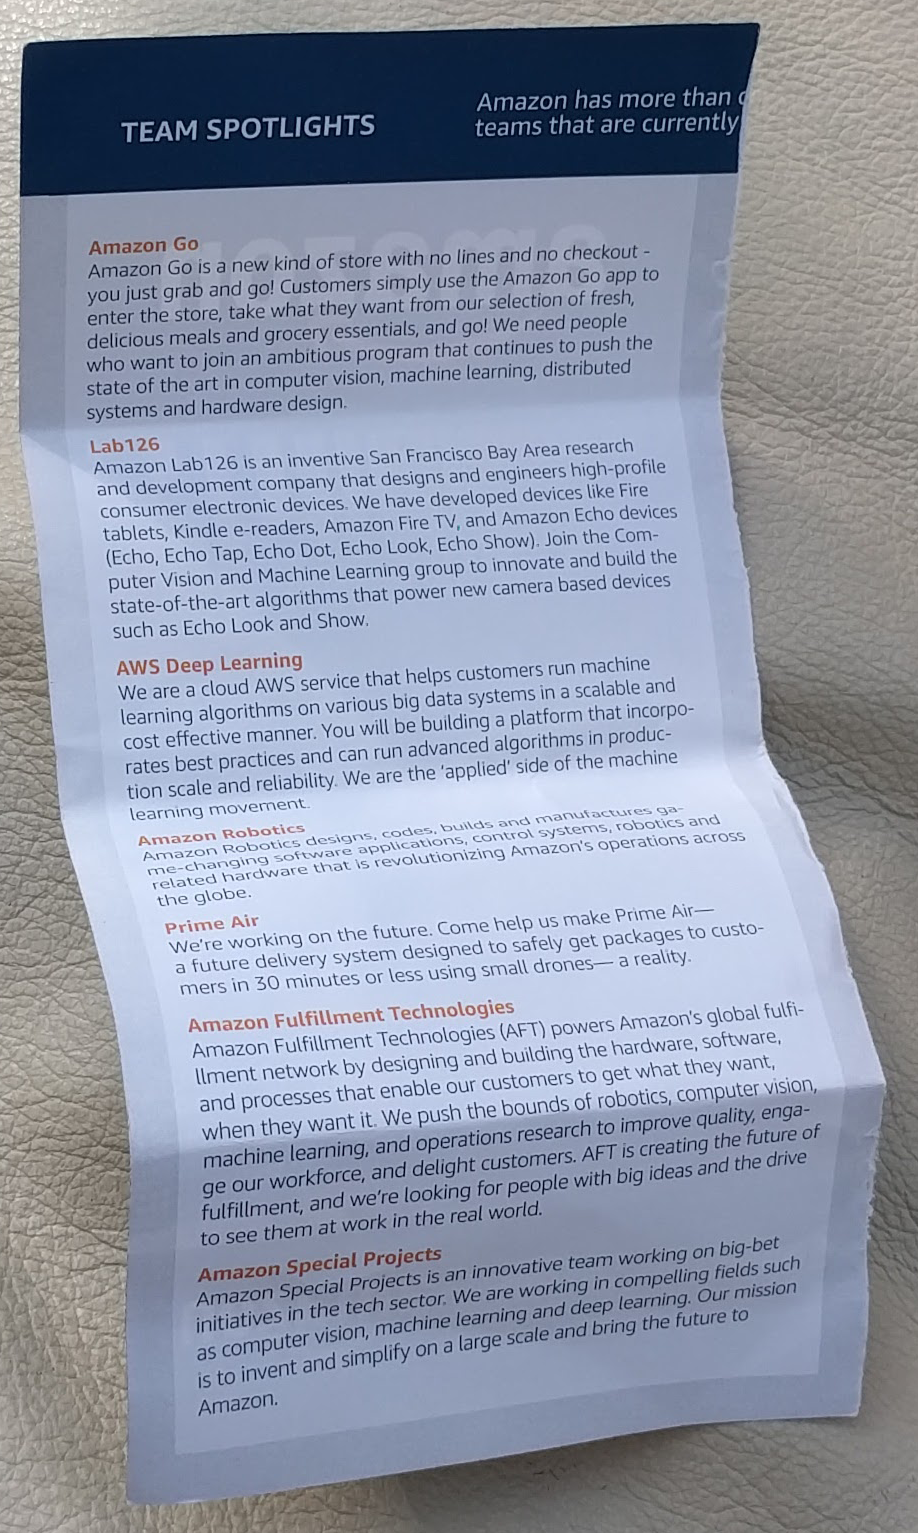 TEAM SPOTLIGHTS
Amazon has more than
teams that are currently
Amazon Go
Amazon Go is a new kind of store with no lines and no checkout -
you just grab and go! Customers simply use the Amazon Go app to
enter the store, take what they want from our selection of fresh,
delicious meals and grocery essentials, and go! We need people
who want to join an ambitious program that continues to push the
state of the art in computer vision, machine learning, distributed
systems and hardware design.
Lab126
Amazon Lab126 is an inventive San Francisco Bay Area research
and development company that designs and engineers high-profile
consumer electronic devices. We have developed devices like Fire
tablets, Kindle e-readers, Amazon Fire TV, and Amazon Echo devices
(Echo, Echo Tap, Echo Dot, Echo Look, Echo Show). Join the Com-
puter Vision and Machine Learning group to innovate and build the
state-of-the-art algorithms that power new camera based devices
such as Echo Look and Show.
AWS Deep Learning
We are a cloud AWS service that helps customers run machine
learning algorithms on various big data systems in a scalable and
cost effective manner. You will be building a platform that incorpo-
rates best practices and can run advanced algorithms in produc-
tion scale and reliability. We are the 'applied' side of the machine
learning movement.
Amazon Robotics
Amazon Robotics designs, codes, builds and manufactures ga-
me-changing software applications, control systems, robotics and
related hardware that is revolutionizing Amazon's operations across
the globe.
Prime Air
We're working on the future. Come help us make Prime Air—
a future delivery system designed to safely get packages to custo-
mers in 30 minutes or less using small drones— a reality.
Amazon Fulfillment Technologies
Amazon Fulfillment Technologies (AFT) powers Amazon's global fulfi-
llment network by designing and building the hardware, software,
and processes that enable our customers to get what they want,
when they want it. We push the bounds of robotics, computer vision,
machine learning, and operations research to improve quality, enga-
ge our workforce, and delight customers. AFT is creating the future of
fulfillment, and we're looking for people with big ideas and the drive
to see them at work in the real world.
Amazon Special Projects
Amazon Special Projects is an innovative team working on big-bet
initiatives in the tech sector. We are working in compelling fields such
as computer vision, machine learning and deep learning. Our mission
is to invent and simplify on a large scale and bring the future to
Amazon.